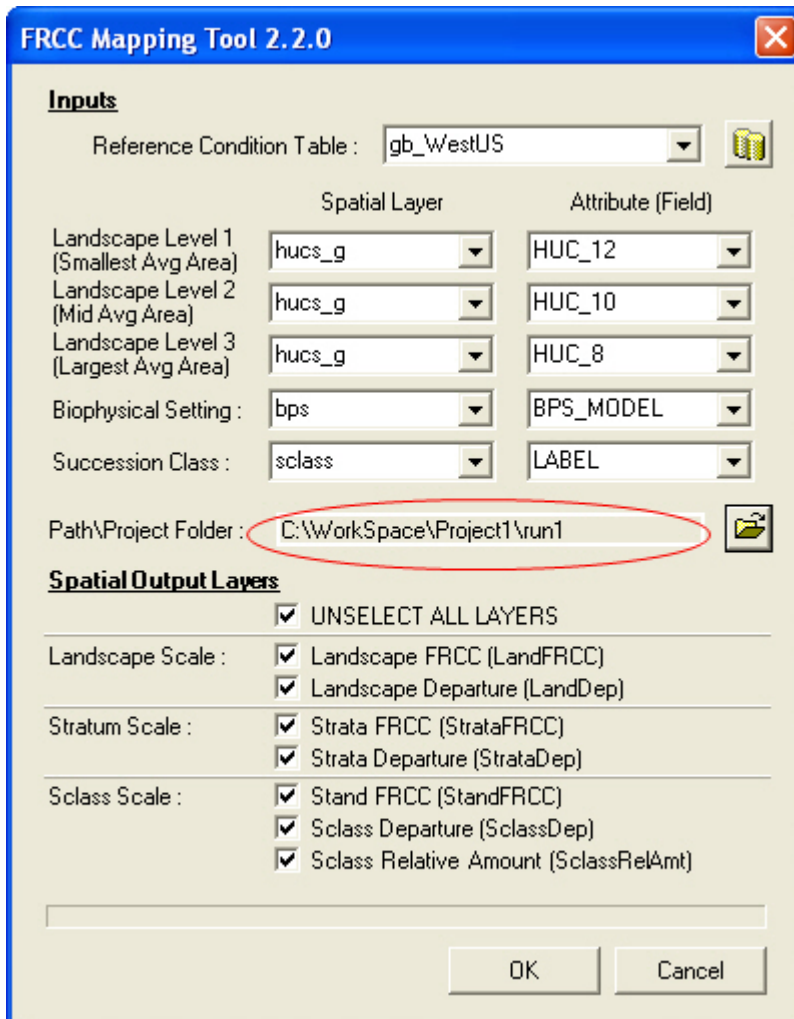 FRCC Mapping Tool 2.2.0
Inputs
Reference Condition Table : gb_WestUS
Spatial Layer Attribute (Field)
Landscape Level 1
(Smallest Avg Area) hucs_g HUC_12
Landscape Level 2
(Mid Avg Area) hucs_g HUC_10
Landscape Level 3
(Largest Avg Area) hucs_g HUC_8
Biophysical Setting : bps BPS_MODEL
Succession Class : sclass LABEL
Path\Project Folder : C:\WorkSpace\Project1\run1
Spatial Output Layers
UNSELECT ALL LAYERS
Landscape Scale : Landscape FRCC (LandFRCC)
Landscape Departure (LandDep)
Stratum Scale : Strata FRCC (StrataFRCC)
Strata Departure (StrataDep)
Sclass Scale : Stand FRCC (StandFRCC)
Sclass Departure (SclassDep)
Sclass Relative Amount (SclassRelAmt)
OK Cancel